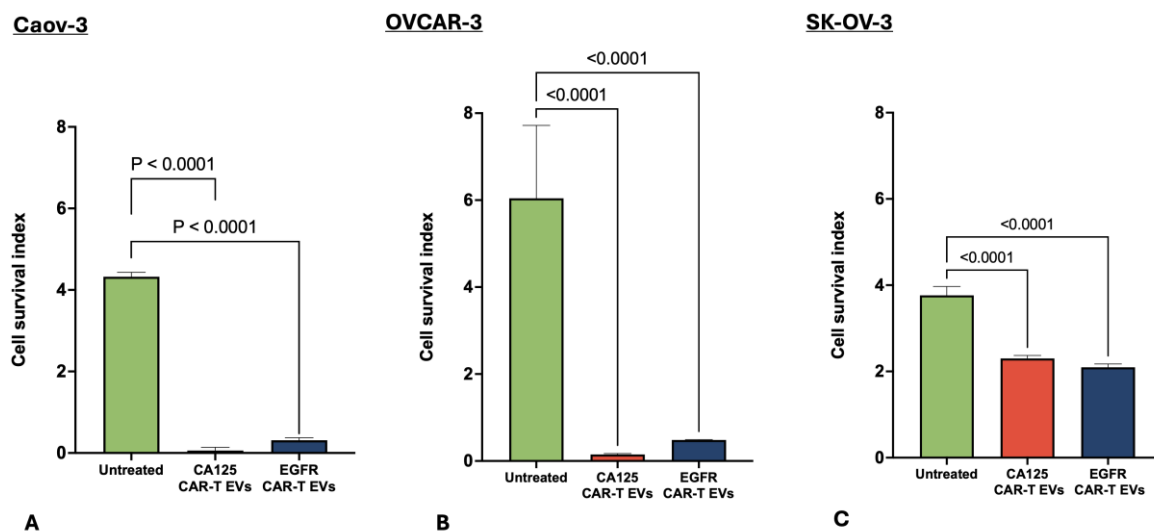 Caov-3
OVCAR-3
SK-OV-3
Cell survival index
8
6
4
2
0
P < 0.0001
P < 0.0001
Untreated
CA125
CAR-T EVs
EGFR
CAR-T EVs
A
Cell survival index
8
6
4
2
0
<0.0001
<0.0001
Untreated
CA125
CAR-T EVs
EGFR
CAR-T EVs
B
Cell survival index
8
6
4
2
0
<0.0001
<0.0001
Untreated
CA125
CAR-T EVs
EGFR
CAR-T EVs
C